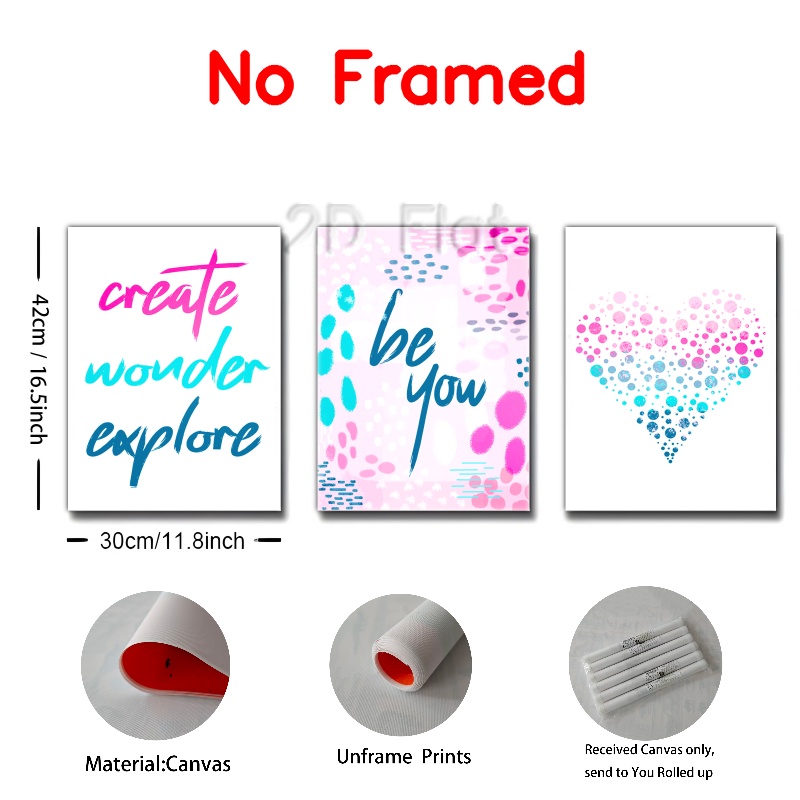 No Framed
2D Flat
42cm / 16.5inch
create
wonder
explore
be
you
30cm/11.8inch
Material:Canvas
Unframe Prints
Received Canvas only,
send to You Rolled up